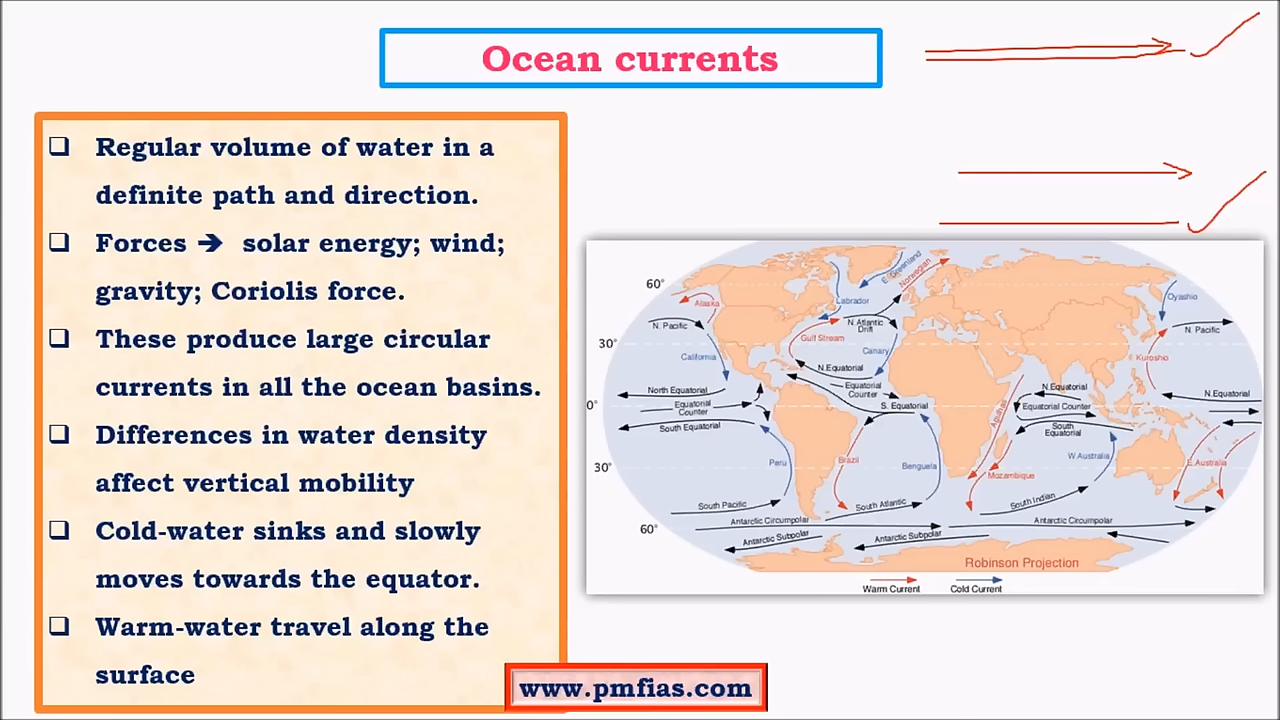 Ocean currents
❑ Regular volume of water in a
definite path and direction.
❑ Forces ➔ solar energy; wind;
gravity; Coriolis force.
❑ These produce large circular
currents in all the ocean basins.
❑ Differences in water density
affect vertical mobility
❑ Cold-water sinks and slowly
moves towards the equator.
❑ Warm-water travel along the
surface
www.pmfias.com
60°
30°
0°
30°
60°
Alaska
N. Pacific
California
North Equatorial
Equatorial
Counter
South Equatorial
Peru
South Pacific
Antarctic Circumpolar
Antarctic Subpolar
Labrador
E. Greenland
Norwegian
N. Atlantic
Drift
Gulf Stream
Canary
N. Equatorial
Equatorial
Counter
S. Equatorial
Brazil
Benguela
South Atlantic
Antarctic Subpolar
Agulhas
Mozambique
N. Equatorial
Equatorial Counter
South
Equatorial
W Australia
South Indian
Antarctic Circumpolar
Oyashio
N. Pacific
Kuroshio
N. Equatorial
E. Australia
Robinson Projection
Warm Current
Cold Current